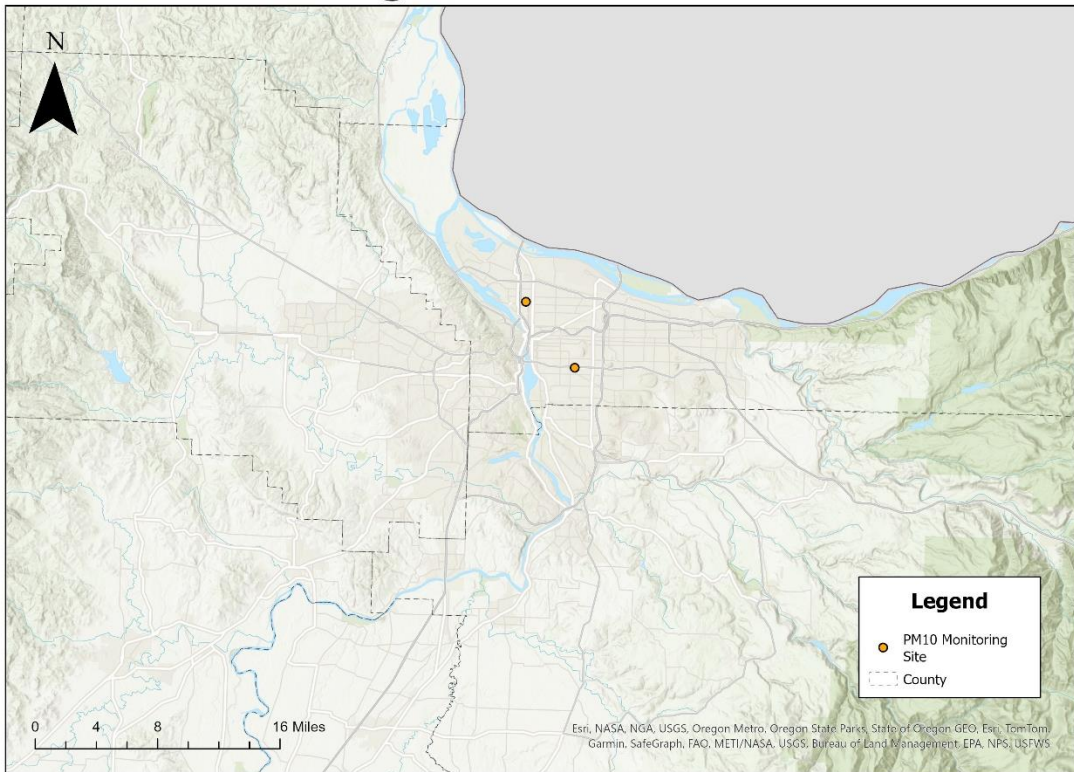 N
Legend
PM10 Monitoring
Site
County
0 4 8 16 Miles
Esri, NASA, NGA, USGS, Oregon Metro, Oregon State Parks, State of Oregon GEO, Esri, TomTom,
Garmin, SafeGraph, FAO, METI/NASA, USGS, Bureau of Land Management, EPA, NPS, USFWS